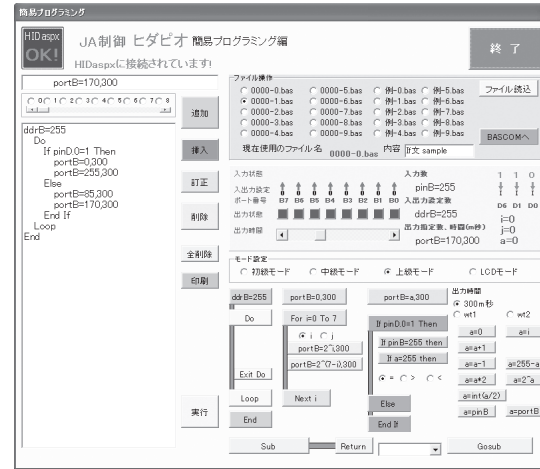 簡易プログラミング
HIDaspx
OK!
JA制御 ヒダピオ 簡易プログラミング編
HIDaspxに接続されています!
終 了
portB=170,300
0 1 2 3 4 5 6 7 8
追加
挿入
訂正
削除
全削除
印刷
実行
ddrB=255
Do
If pinD.0=1 Then
portB=0,300
portB=255,300
Else
portB=85,300
portB=170,300
End If
Loop
End
ファイル操作
0000-0.bas 0000-5.bas 例-0.bas 例-5.bas
0000-1.bas 0000-6.bas 例-1.bas 例-6.bas
0000-2.bas 0000-7.bas 例-2.bas 例-7.bas
0000-3.bas 0000-8.bas 例-3.bas 例-8.bas
0000-4.bas 0000-9.bas 例-4.bas 例-9.bas
ファイル読込
BASCOMへ
現在使用のファイル名 0000-0.bas 内容 If文 sample
入力状態
入出力設定
ポート番号 B7 B6 B5 B4 B3 B2 B1 B0
出力状態
出力時間
入力数
pinB=255
入出力設定数
ddrB=255
出力設定数、時間(m秒)
portB=170,300
1 1 0
D6 D1 D0
i=0
j=0
a=0
モード設定
初級モード 中級モード 上級モード LCDモード
ddrB=255
Do
Exit Do
Loop
End
portB=0,300
For i=0 To 7
i j
portB=2^i,300
portB=2^(7-i),300
Next i
portB=a,300
If pinD.0=1 Then
If pinB=255 then
If a=255 then
= > <
Else
End If
出力時間
300m秒
wt1 wt2
a=0 a=i
a=a+1
a=a-1 a=255-a
a=a*2 a=2^a
a=int(a/2)
a=pinB a=portB
Sub Return Gosub